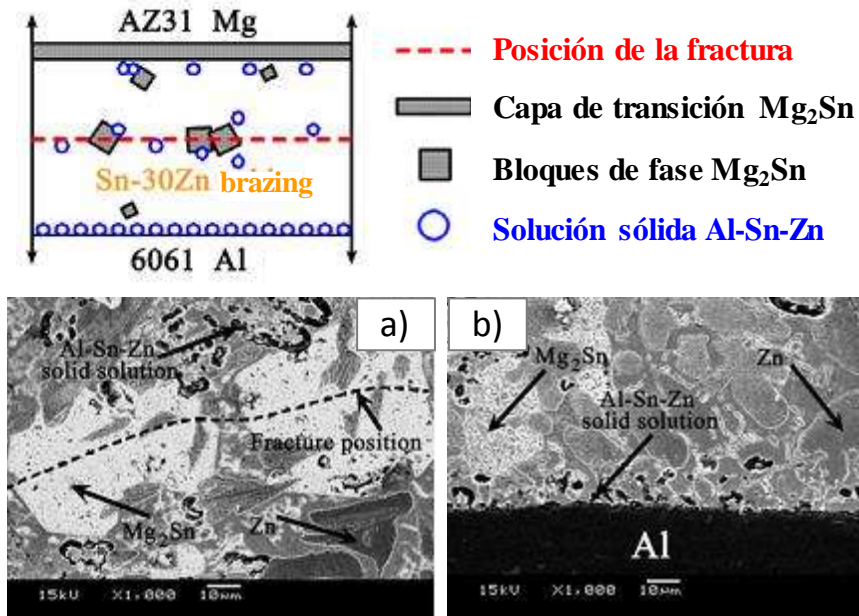 AZ31 Mg
Sn-30Zn brazing
6061 Al
Posición de la fractura
Capa de transición Mg₂Sn
Bloques de fase Mg₂Sn
Solución sólida Al-Sn-Zn
a)
Al-Sn-Zn
solid solution
Fracture position
Mg₂Sn
Zn
15kV X1,000 10μm
b)
Mg₂Sn
Zn
Al-Sn-Zn
solid solution
Al
15kV X1,000 10μm